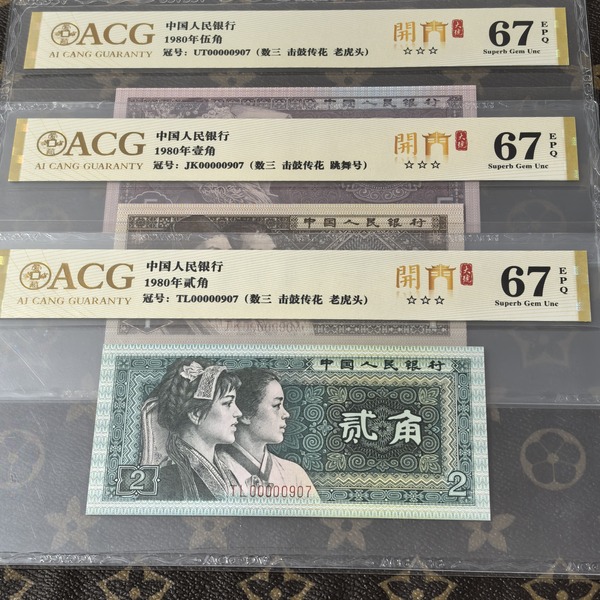 ACG
AI CANG GUARANTY
中国人民银行
1980年伍角
冠号：UT00000907（数三 击鼓传花 老虎头）
開門
大坑
☆☆☆
67
EPQ
Superb Gem Unc
中国人民银行
ACG
AI CANG GUARANTY
中国人民银行
1980年壹角
冠号：JK00000907（数三 击鼓传花 跳舞号）
開門
☆☆☆
67
EPQ
Superb Gem Unc
中国人民银行
ACG
AI CANG GUARANTY
中国人民银行
1980年贰角
冠号：TL00000907（数三 击鼓传花 老虎头）
開門
☆☆☆
67
EPQ
Superb Gem Unc
中国人民银行
贰角
2
TL00000907
2